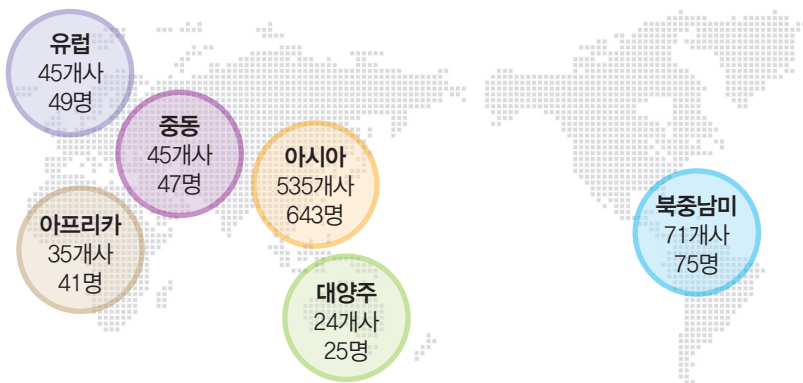 유럽
45개사
49명
중동
45개사
47명
아시아
535개사
643명
아프리카
35개사
41명
대양주
24개사
25명
북중남미
71개사
75명